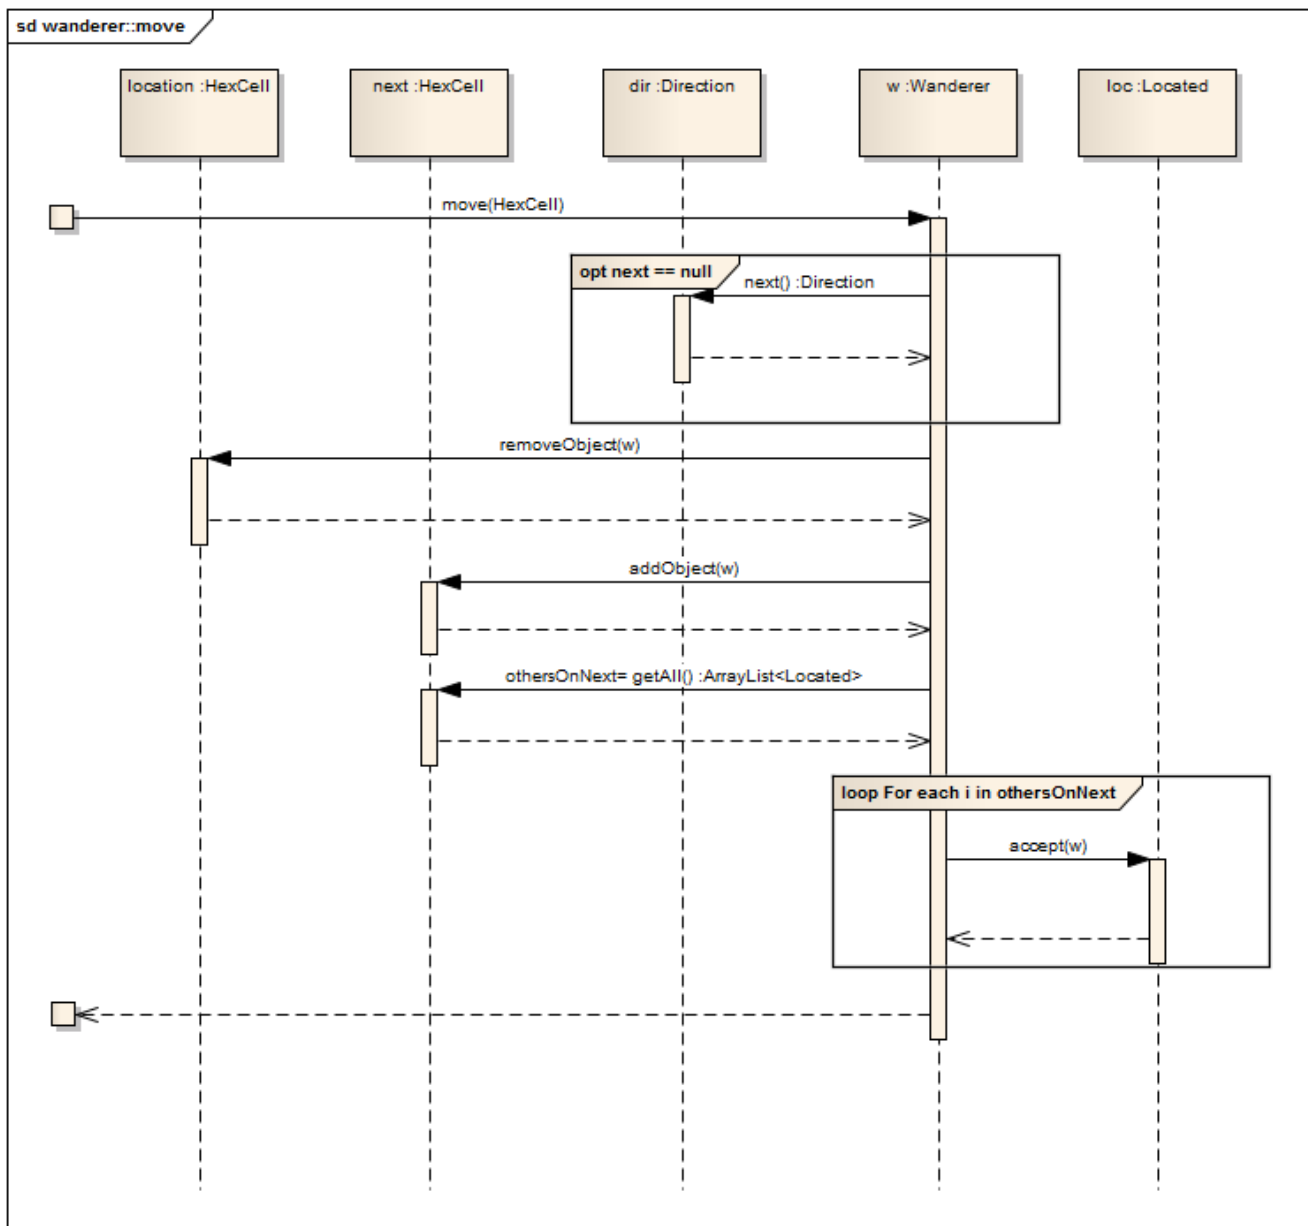 sd wanderer::move
location :HexCell
next :HexCell
dir :Direction
w :Wanderer
loc :Located
move(HexCell)
opt next == null
next() :Direction
removeObject(w)
addObject(w)
othersOnNext= getAll() :ArrayList<Located>
loop For each i in othersOnNext
accept(w)